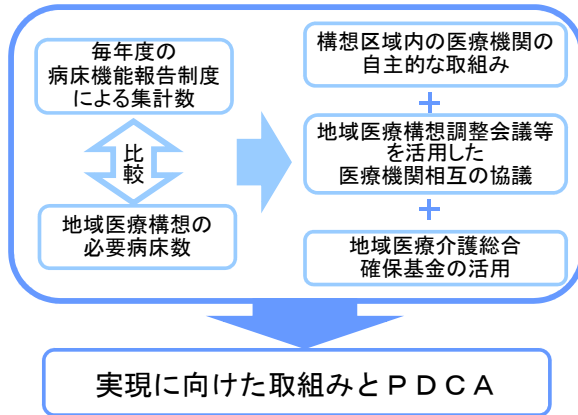 毎年度の
病床機能報告制度
による集計数
比較
地域医療構想の
必要病床数
構想区域内の医療機関の
自主的な取組み
+
地域医療構想調整会議等
を活用した
医療機関相互の協議
+
地域医療介護総合
確保基金の活用
実現に向けた取組みとＰＤＣＡ